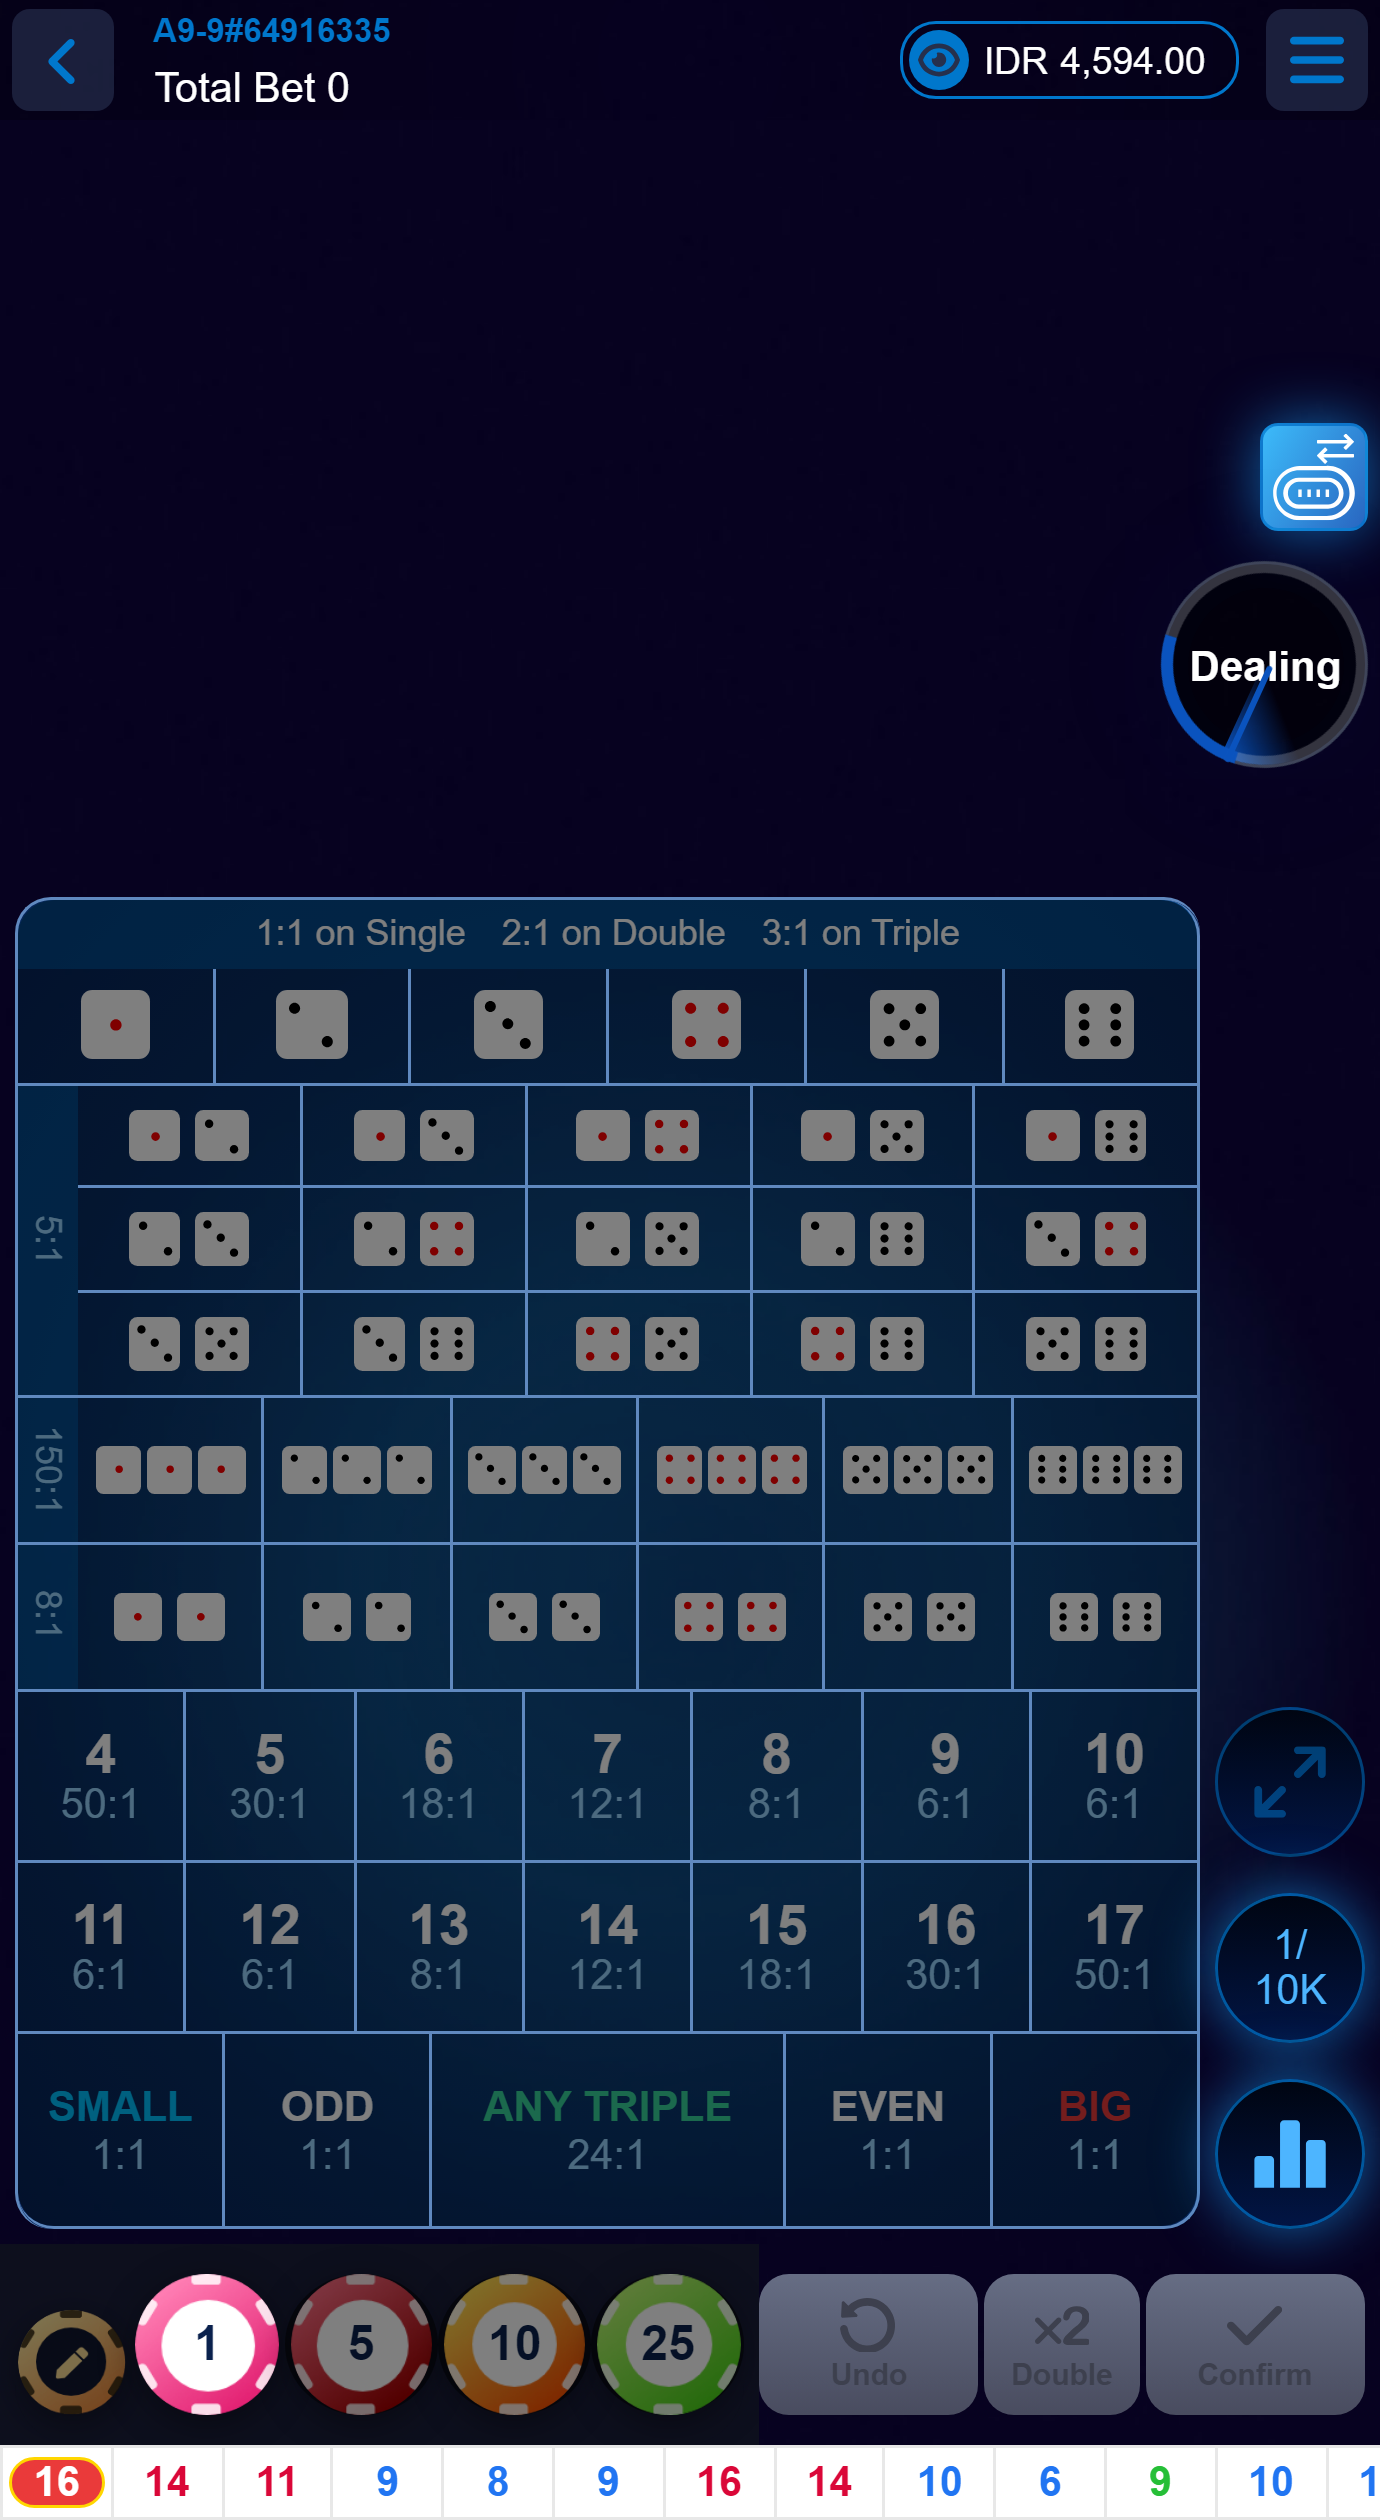 A9-9#64916335
Total Bet 0
IDR 4,594.00
Dealing
1:1 on Single 2:1 on Double 3:1 on Triple
5:1
150:1
8:1
4 5 6 7 8 9 10
50:1 30:1 18:1 12:1 8:1 6:1 6:1
11 12 13 14 15 16 17
6:1 6:1 8:1 12:1 18:1 30:1 50:1
1/
10K
SMALL ODD ANY TRIPLE EVEN BIG
1:1 1:1 24:1 1:1 1:1
1 5 10 25
Undo
x2
Double
Confirm
16 14 11 9 8 9 16 14 10 6 9 10